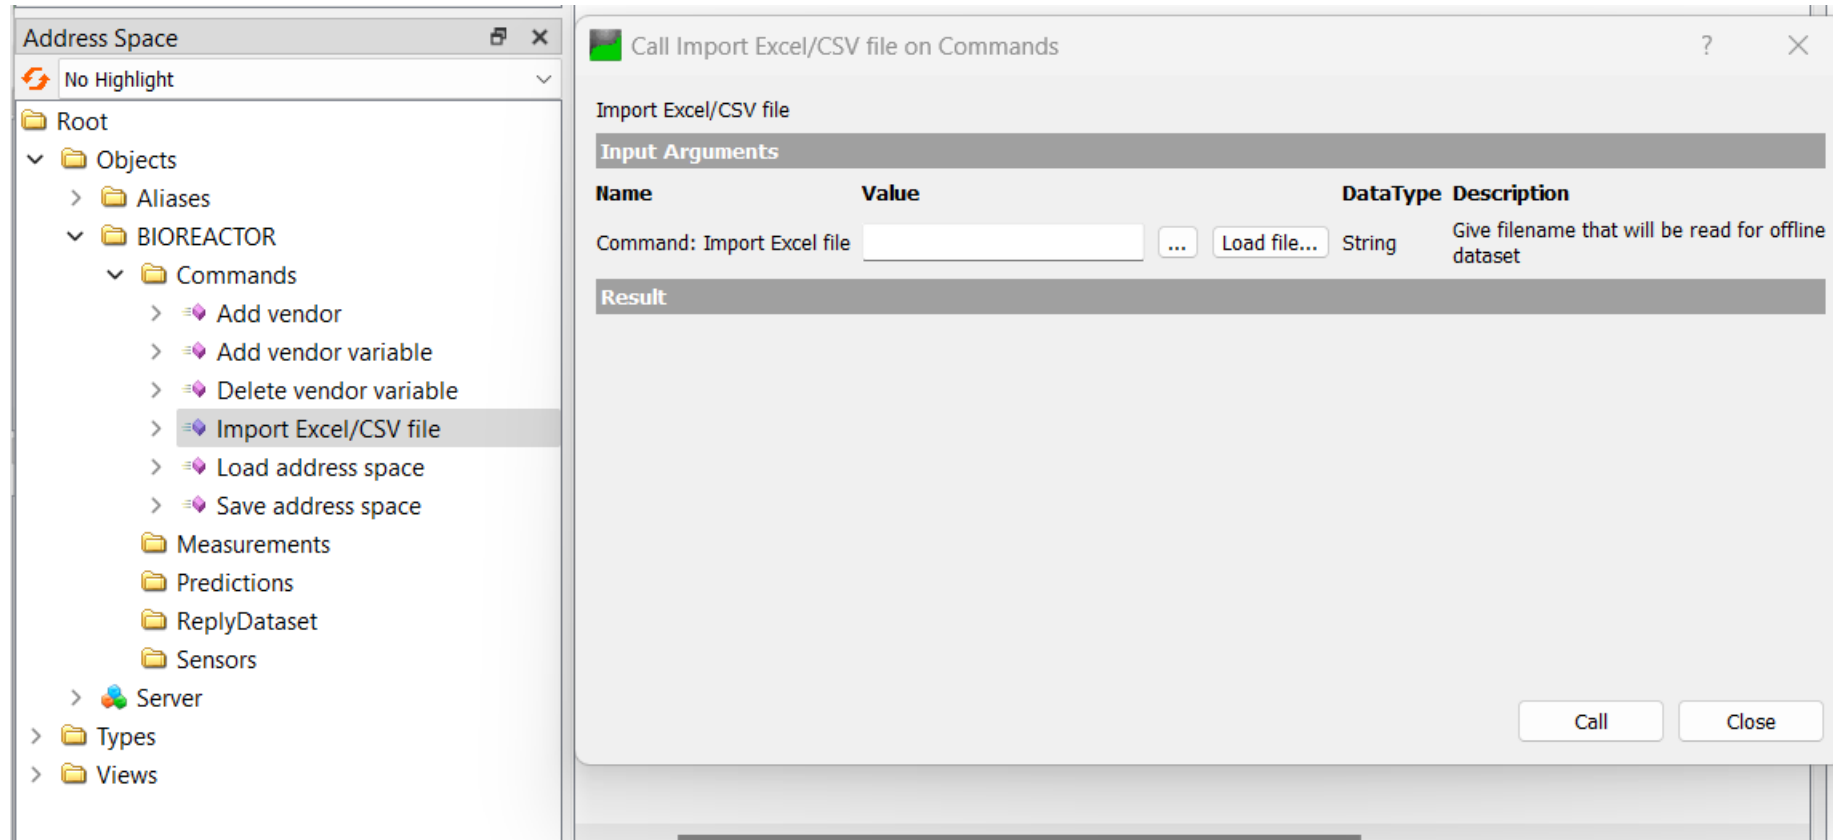 Address Space
No Highlight
Root
Objects
Aliases
BIOREACTOR
Commands
Add vendor
Add vendor variable
Delete vendor variable
Import Excel/CSV file
Load address space
Save address space
Measurements
Predictions
ReplyDataset
Sensors
Server
Types
Views
Call Import Excel/CSV file on Commands
?
Import Excel/CSV file
Input Arguments
Name Value DataType Description
Command: Import Excel file ... Load file... String Give filename that will be read for offline
dataset
Result
Call Close